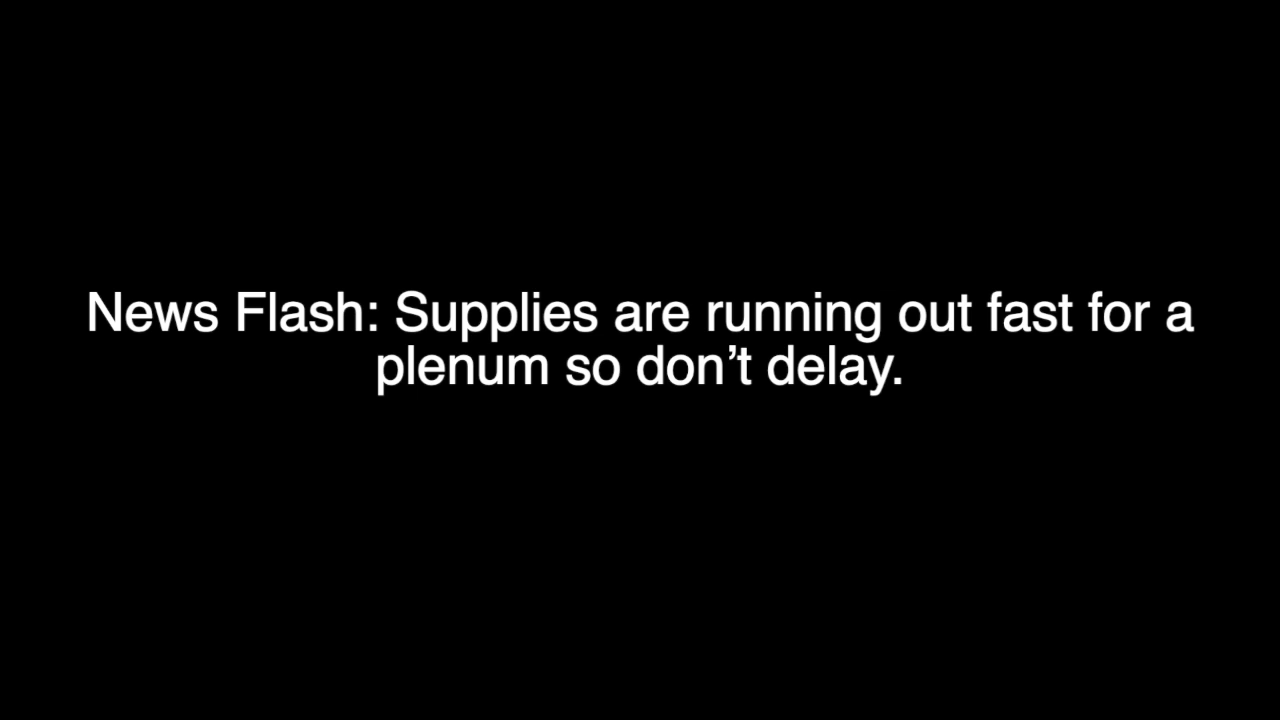 News Flash: Supplies are running out fast for a
plenum so don’t delay.